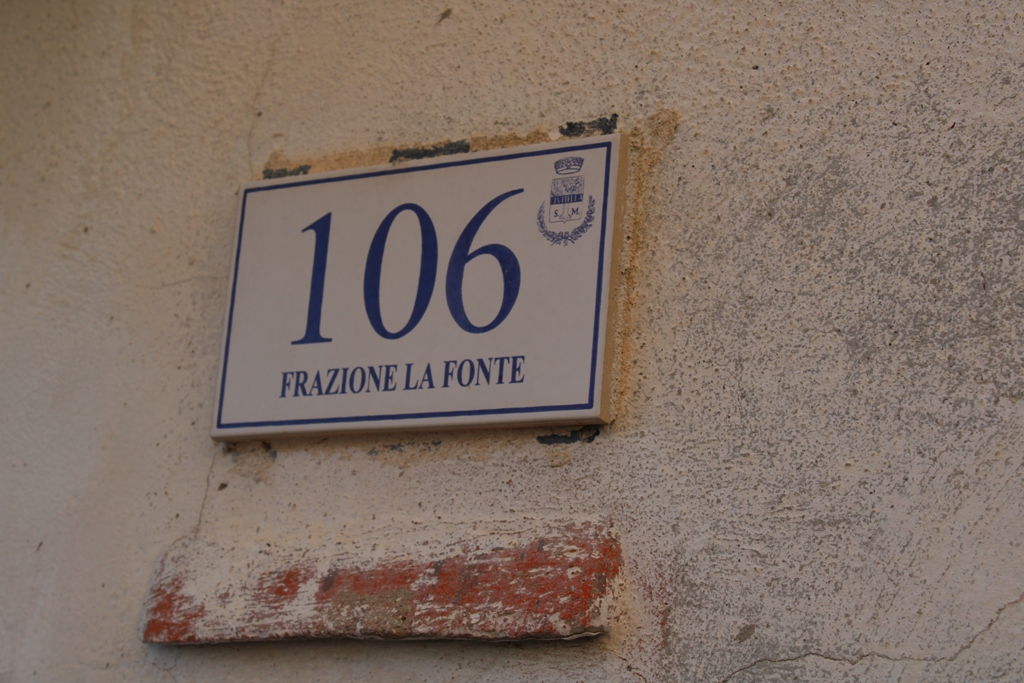 106
S. M.
FRAZIONE LA FONTE